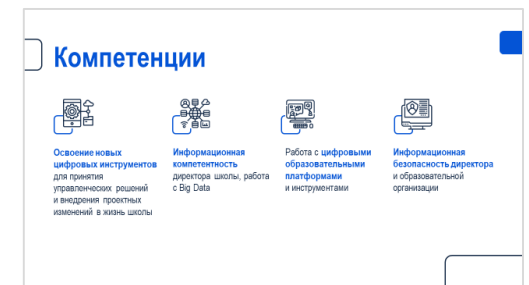 Компетенции
Освоение новых
цифровых инструментов
для принятия
управленческих решений
и внедрения проектных
изменений в жизнь школы
Информационная
компетентность
директора школы, работа
с Big Data
Работа с цифровыми
образовательными
платформами
и инструментами
Информационная
безопасность директора
и образовательной
организации